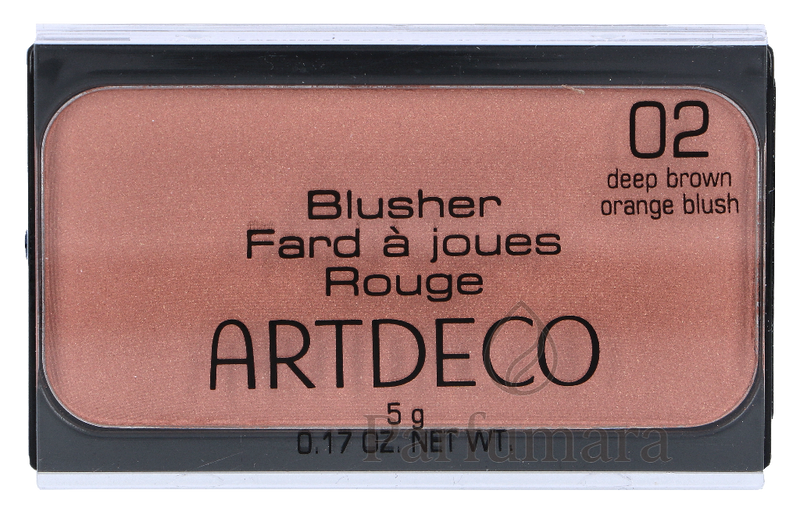 02
deep brown
orange blush
Blusher
Fard à joues
Rouge
ARTDECO
5 g
0.17 OZ. NET WT.
Parfumara